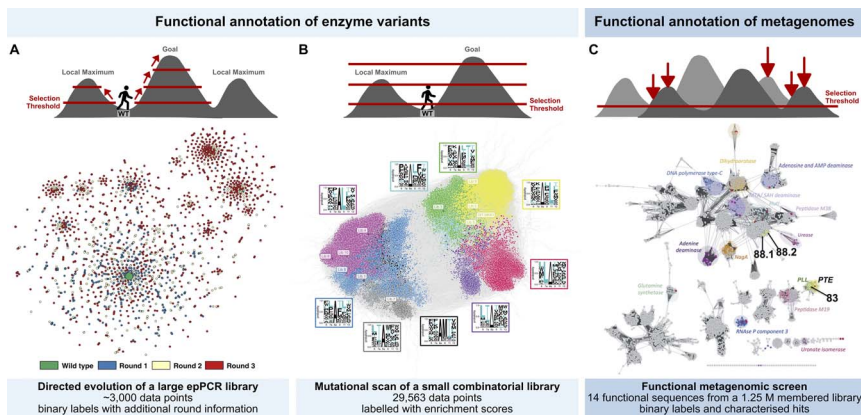 Functional annotation of enzyme variants
Functional annotation of metagenomes
A
Goal
Local Maximum
Local Maximum
Selection
Threshold
WT
Wild type
Round 1
Round 2
Round 3
Directed evolution of a large epPCR library
~3,000 data points
binary labels with additional round information
B
Goal
Local Maximum
Selection
Threshold
WT
Mutational scan of a small combinatorial library
29,563 data points
labelled with enrichment scores
C
Selection
Threshold
Dihydroorotase
DNA polymerase type-C
Adenosine and AMP deaminase
MTA/ SAH deaminase
Peptidase M38
Urease
88.1
88.2
Adenine deaminase
NagA
PLL
PTE
83
Glutamine
synthetase
Peptidase M19
RNAse P component 3
Uronate isomerase
Functional metagenomic screen
14 functional sequences from a 1.25 M membered library
binary labels and characterised hits